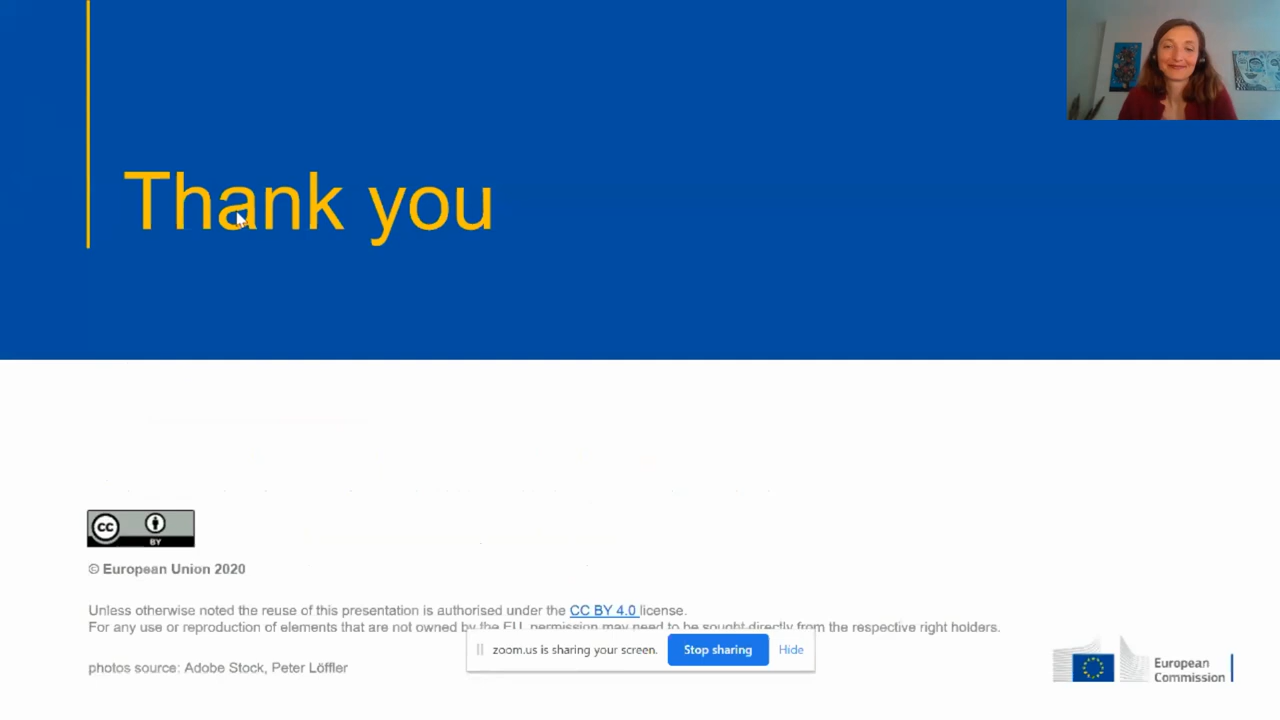 Thank you
cc
BY
© European Union 2020
Unless otherwise noted the reuse of this presentation is authorised under the CC BY 4.0 license.
For any use or reproduction of elements that are not owned by the EU, permission may need to be sought directly from the respective right holders.
zoom.us is sharing your screen. Stop sharing Hide
photos source: Adobe Stock, Peter Löffler
European
Commission